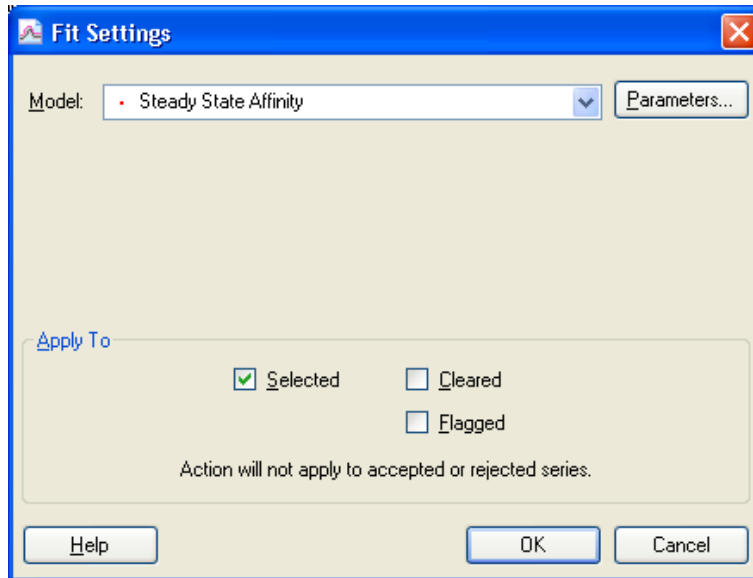 Fit Settings
Model: Steady State Affinity Parameters...
Apply To
Selected Cleared
Flagged
Action will not apply to accepted or rejected series.
Help OK Cancel